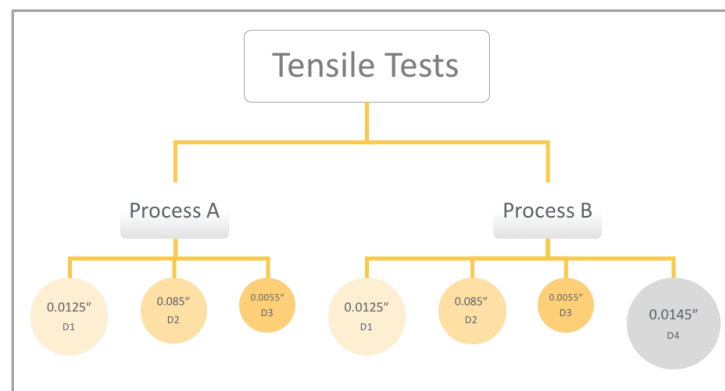 Tensile Tests
Process A
Process B
0.0125″
D1
0.085″
D2
0.0055″
D3
0.0125″
D1
0.085″
D2
0.0055″
D3
0.0145″
D4